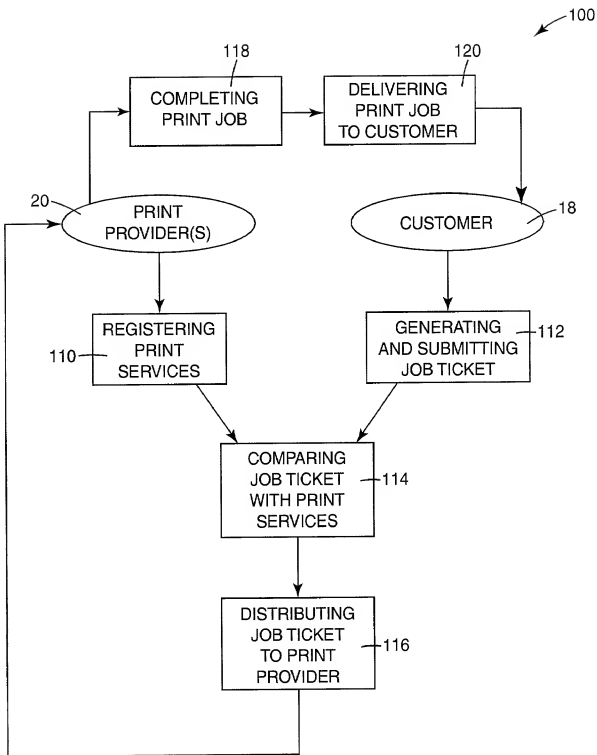 100
118
120
COMPLETING
PRINT JOB
DELIVERING
PRINT JOB
TO CUSTOMER
20
PRINT
PROVIDER(S)
CUSTOMER
18
110
REGISTERING
PRINT
SERVICES
GENERATING
AND SUBMITTING
JOB TICKET
112
COMPARING
JOB TICKET
WITH PRINT
SERVICES
114
DISTRIBUTING
JOB TICKET
TO PRINT
PROVIDER
116